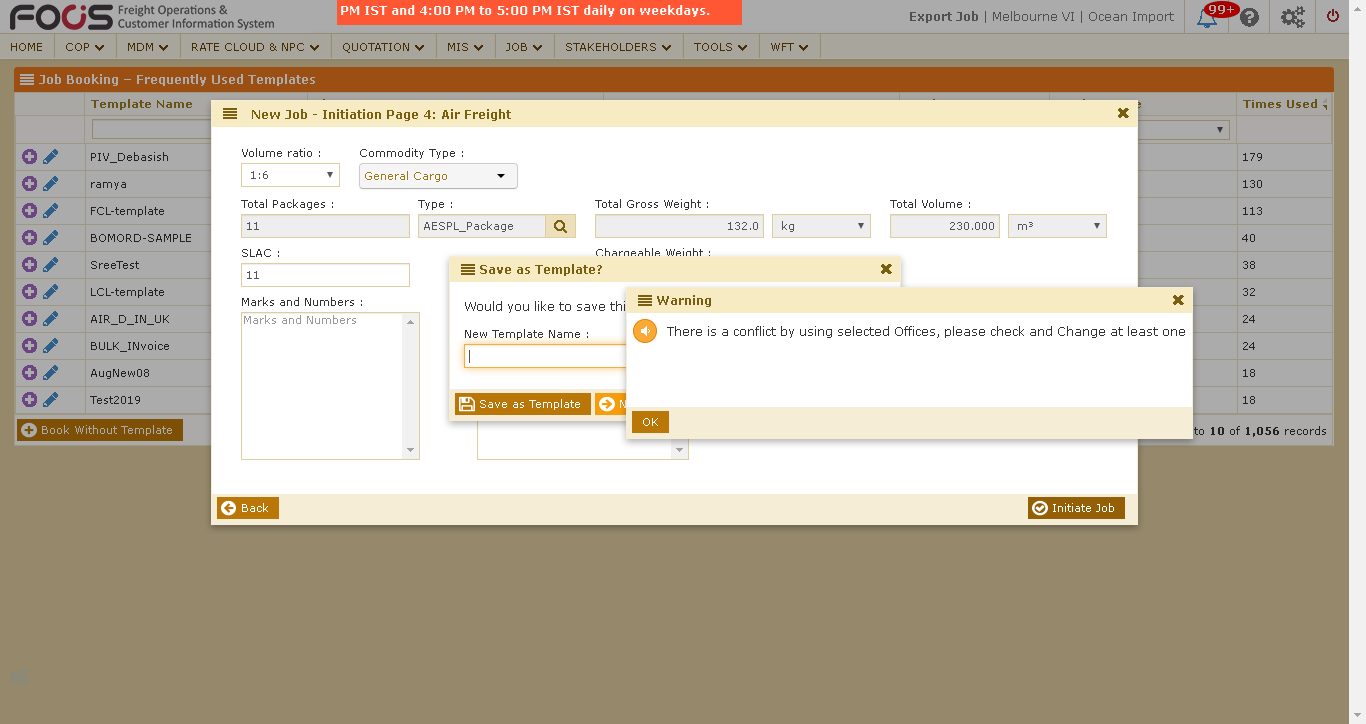 FOCS Freight Operations & Customer Information System
PM IST and 4:00 PM to 5:00 PM IST daily on weekdays.
Export Job | Melbourne VI | Ocean Import
99+
HOME COP MDM RATE CLOUD & NPC QUOTATION MIS JOB STAKEHOLDERS TOOLS WFT
Job Booking – Frequently Used Templates
Template Name
Times Used
PIV_Debasish 179
ramya 130
FCL-template 113
BOMORD-SAMPLE 40
SreeTest 38
LCL-template 32
AIR_D_IN_UK 24
BULK_INvoice 24
AugNew08 18
Test2019 18
Book Without Template
to 10 of 1,056 records
New Job - Initiation Page 4: Air Freight
Volume ratio : Commodity Type :
1:6 General Cargo
Total Packages : Type : Total Gross Weight : Total Volume :
11 AESPL_Package 132.0 kg 230.000 m³
SLAC : Chargeable Weight :
11
Marks and Numbers :
Marks and Numbers
Back
Initiate Job
Save as Template?
Would you like to save thi
New Template Name :
Save as Template
N
Warning
There is a conflict by using selected Offices, please check and Change at least one
OK